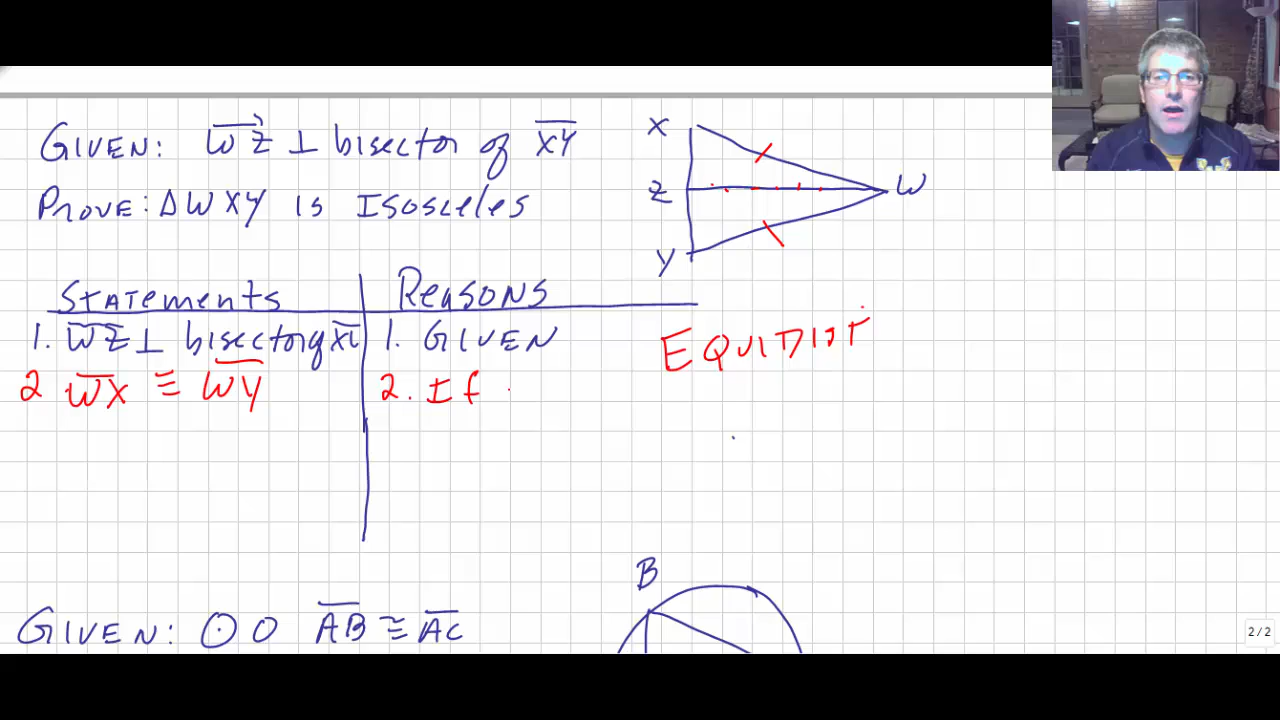 GIVEN: WZ ⊥ bisector of XY
PROVE: ΔWXY is Isosceles
X
Z
W
Y
Statements
Reasons
1. WZ ⊥ bisector of XY
1. GIVEN
2 WX ≅ WY
2. If
EQUIDIST
B
GIVEN: ⊙O AB ≅ AC
2/2